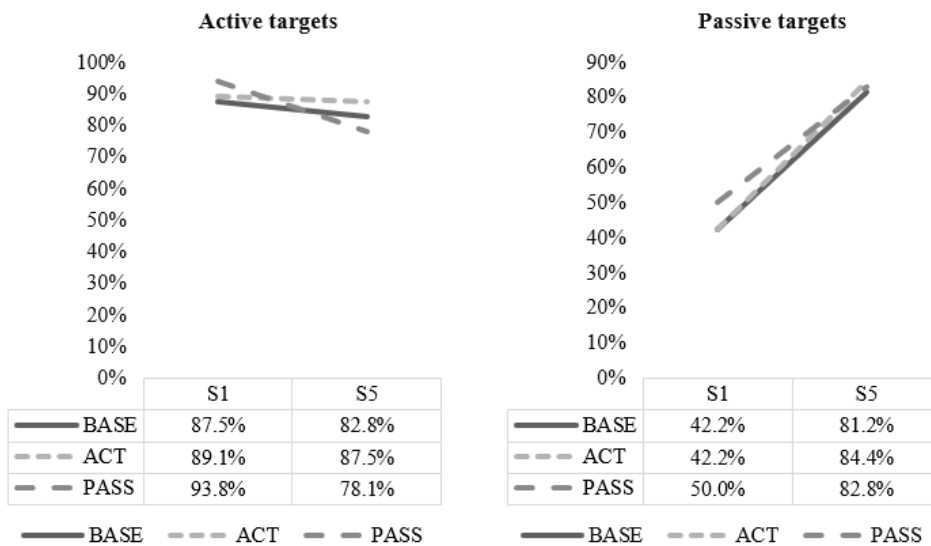 Active targets
100%
90%
80%
70%
60%
50%
40%
30%
20%
10%
0%
S1 S5
BASE 87.5% 82.8%
ACT 89.1% 87.5%
PASS 93.8% 78.1%
BASE ACT PASS
Passive targets
90%
80%
70%
60%
50%
40%
30%
20%
10%
0%
S1 S5
BASE 42.2% 81.2%
ACT 42.2% 84.4%
PASS 50.0% 82.8%
BASE ACT PASS